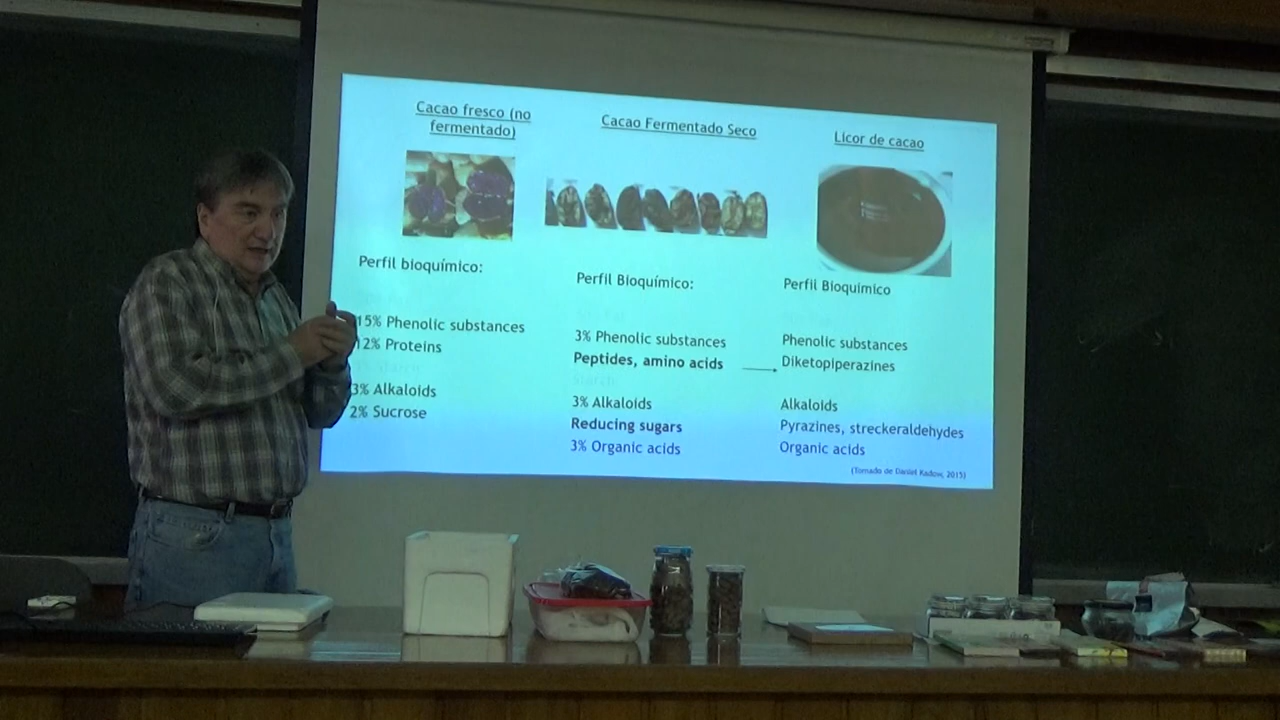 Cacao fresco (no
fermentado)
Perfil bioquímico:
15% Phenolic substances
12% Proteins
3% Alkaloids
2% Sucrose
Cacao Fermentado Seco
Perfil Bioquímico:
3% Phenolic substances
Peptides, amino acids
Starch
3% Alkaloids
Reducing sugars
3% Organic acids
Licor de cacao
Perfil Bioquímico
Phenolic substances
Diketopiperazines
Alkaloids
Pyrazines, streckeraldehydes
Organic acids
(Tomado de Daniel Kadow, 2015)